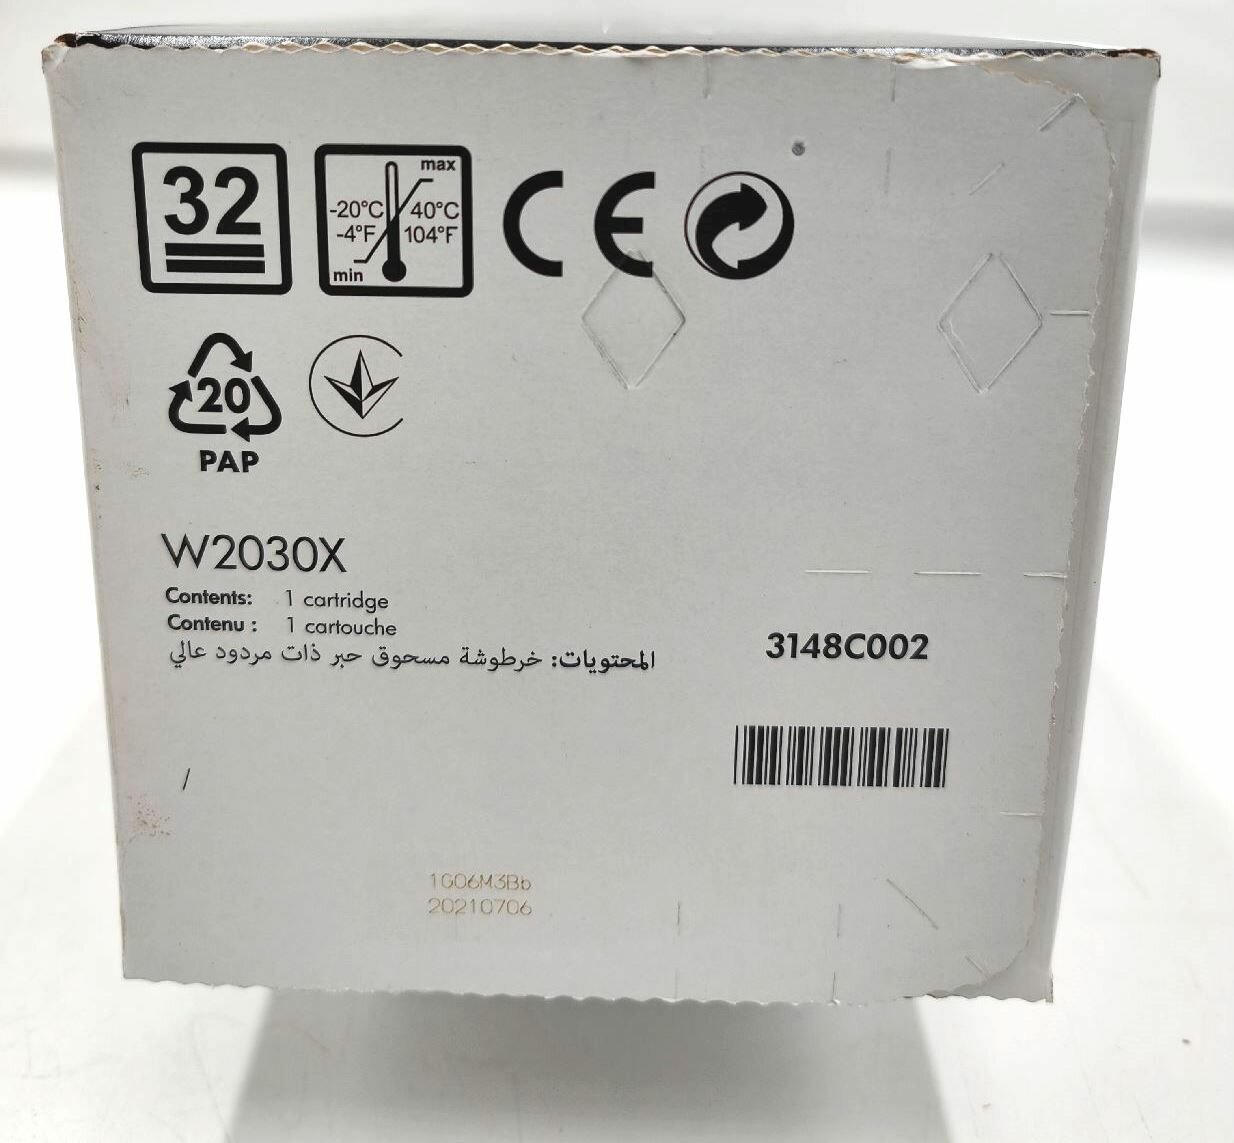 32
max
-20°C 40°C
-4°F 104°F
min
CE
20
PAP
W2030X
Contents: 1 cartridge
Contenu : 1 cartouche
المحتويات: خرطوشة مسحوق حبر ذات مردود عالي
3148C002
1G06M3Bb
20210706